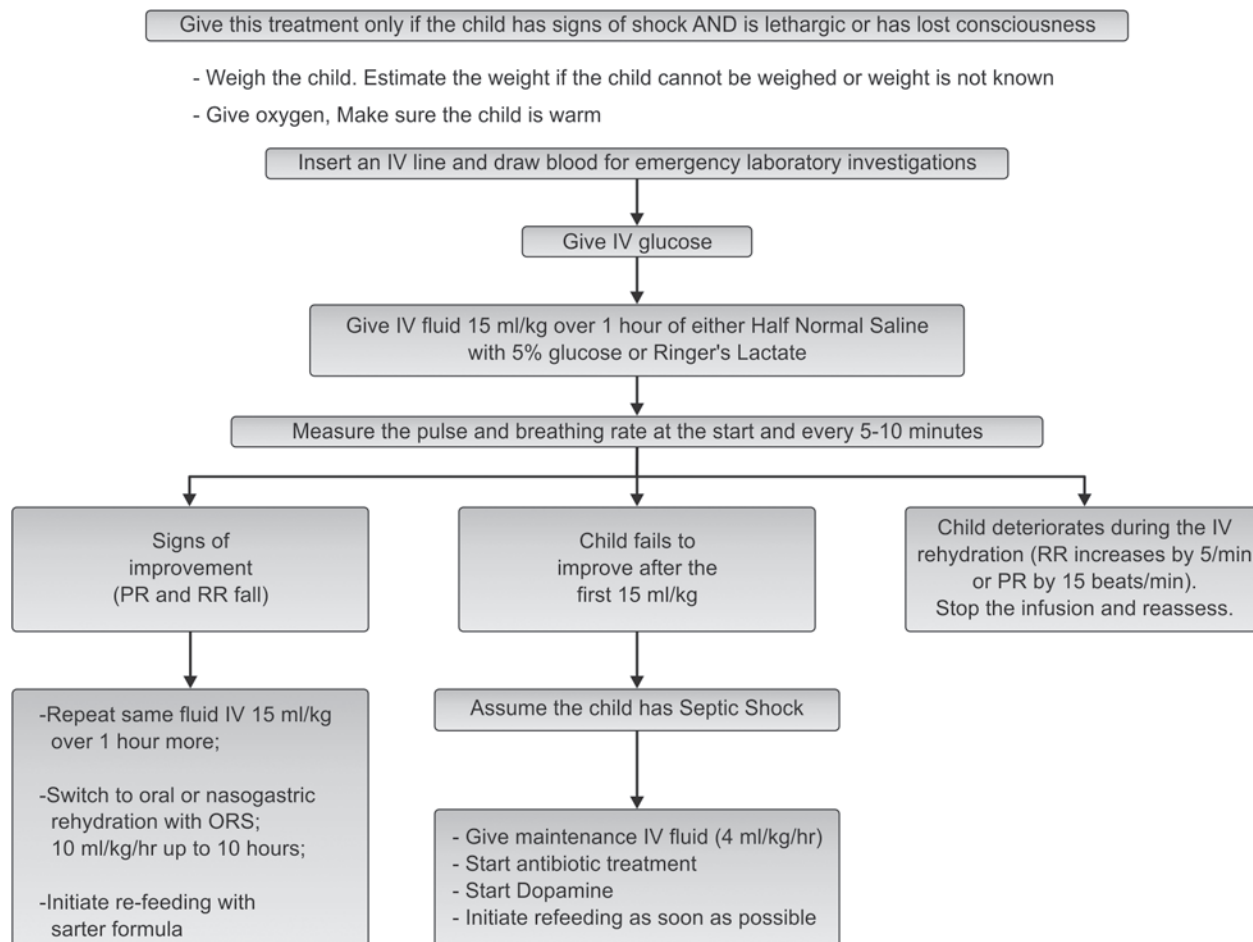 Give this treatment only if the child has signs of shock AND is lethargic or has lost consciousness
- Weigh the child. Estimate the weight if the child cannot be weighed or weight is not known
- Give oxygen, Make sure the child is warm
Insert an IV line and draw blood for emergency laboratory investigations
Give IV glucose
Give IV fluid 15 ml/kg over 1 hour of either Half Normal Saline
with 5% glucose or Ringer's Lactate
Measure the pulse and breathing rate at the start and every 5-10 minutes
Signs of
improvement
(PR and RR fall)
Child fails to
improve after the
first 15 ml/kg
Child deteriorates during the IV
rehydration (RR increases by 5/min
or PR by 15 beats/min).
Stop the infusion and reassess.
-Repeat same fluid IV 15 ml/kg
over 1 hour more;
-Switch to oral or nasogastric
rehydration with ORS;
10 ml/kg/hr up to 10 hours;
-Initiate re-feeding with
sarter formula
Assume the child has Septic Shock
- Give maintenance IV fluid (4 ml/kg/hr)
- Start antibiotic treatment
- Start Dopamine
- Initiate refeeding as soon as possible